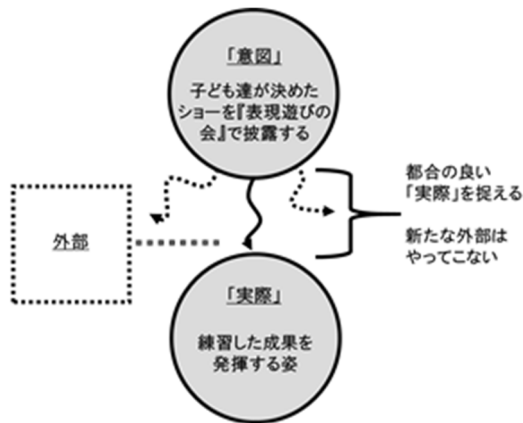 「意図」
子ども達が決めた
ショーを『表現遊びの
会』で披露する
都合の良い
「実際」を捉える
新たな外部は
やってこない
外部
「実際」
練習した成果を
発揮する姿